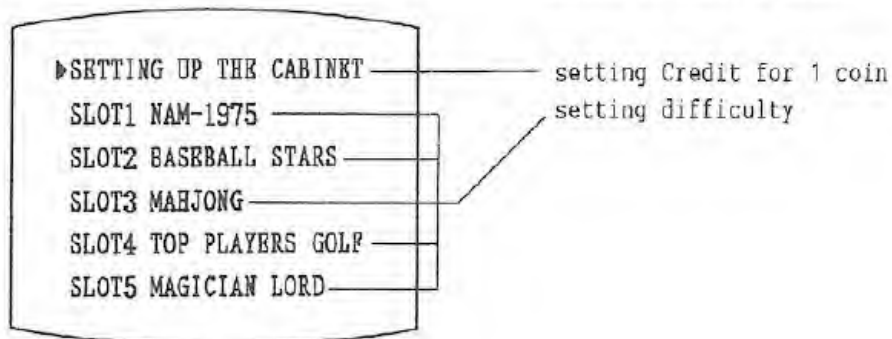 ▶SETTING UP THE CABINET
SLOT1 NAM-1975
SLOT2 BASEBALL STARS
SLOT3 MAHJONG
SLOT4 TOP PLAYERS GOLF
SLOT5 MAGICIAN LORD
setting Credit for 1 coin
setting difficulty